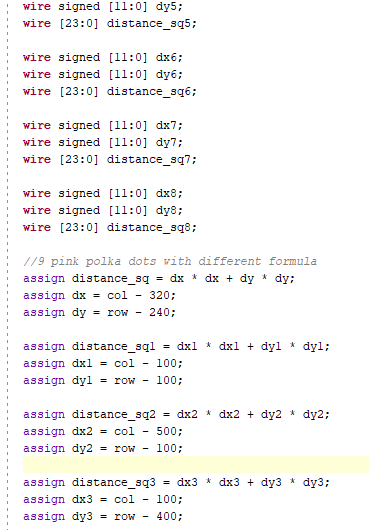 wire signed [11:0] dy5;
wire [23:0] distance_sq5;
wire signed [11:0] dx6;
wire signed [11:0] dy6;
wire [23:0] distance_sq6;
wire signed [11:0] dx7;
wire signed [11:0] dy7;
wire [23:0] distance_sq7;
wire signed [11:0] dx8;
wire signed [11:0] dy8;
wire [23:0] distance_sq8;
//9 pink polka dots with different formula
assign distance_sq = dx * dx + dy * dy;
assign dx = col - 320;
assign dy = row - 240;
assign distance_sq1 = dx1 * dx1 + dy1 * dy1;
assign dx1 = col - 100;
assign dy1 = row - 100;
assign distance_sq2 = dx2 * dx2 + dy2 * dy2;
assign dx2 = col - 500;
assign dy2 = row - 100;
assign distance_sq3 = dx3 * dx3 + dy3 * dy3;
assign dx3 = col - 100;
assign dy3 = row - 400;